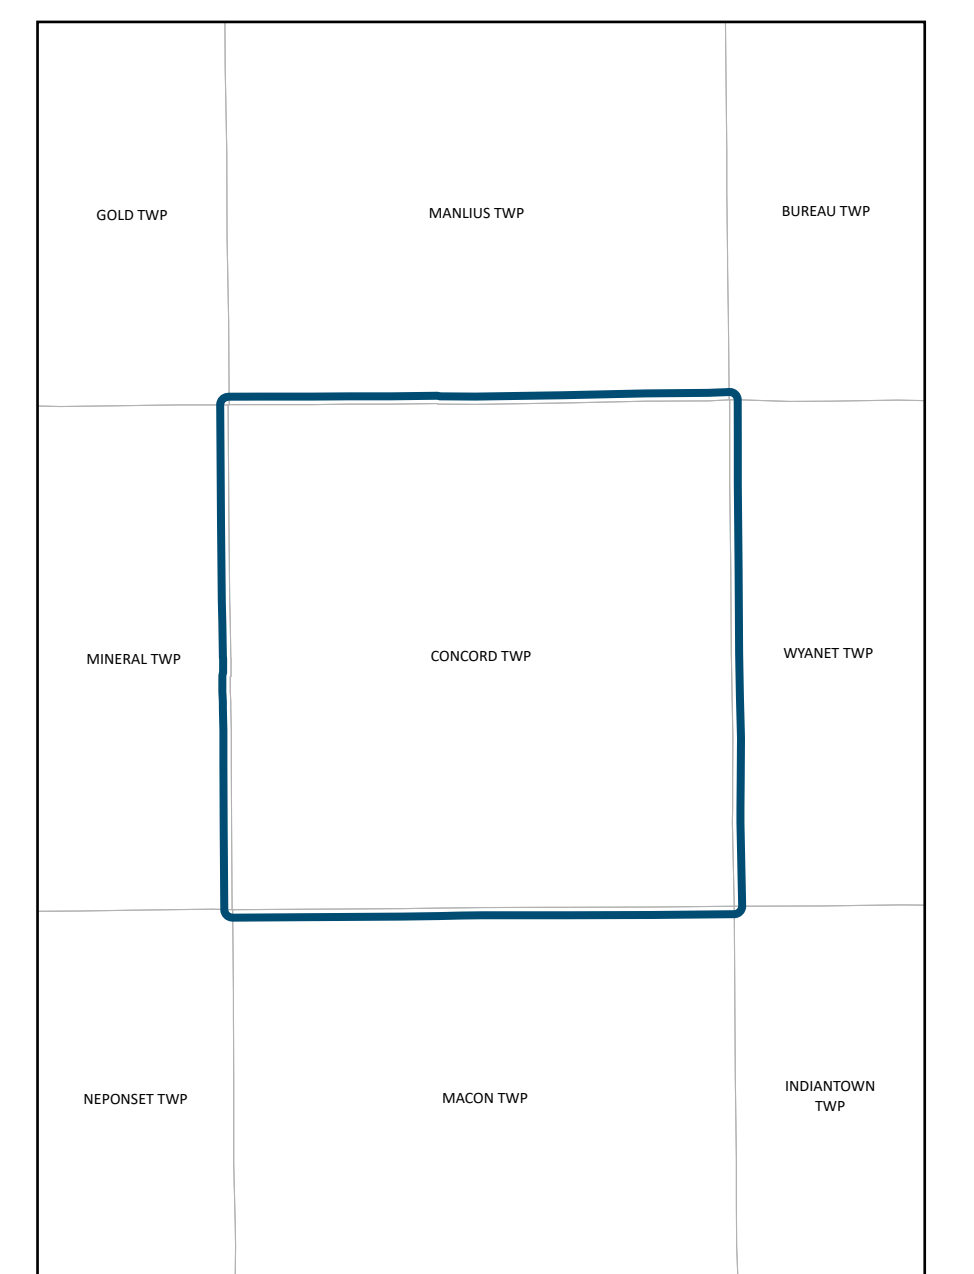 GOLD TWP
MANLIUS TWP
BUREAU TWP
MINERAL TWP
CONCORD TWP
WYANET TWP
NEPONSET TWP
MACON TWP
INDIANTOWN
TWP